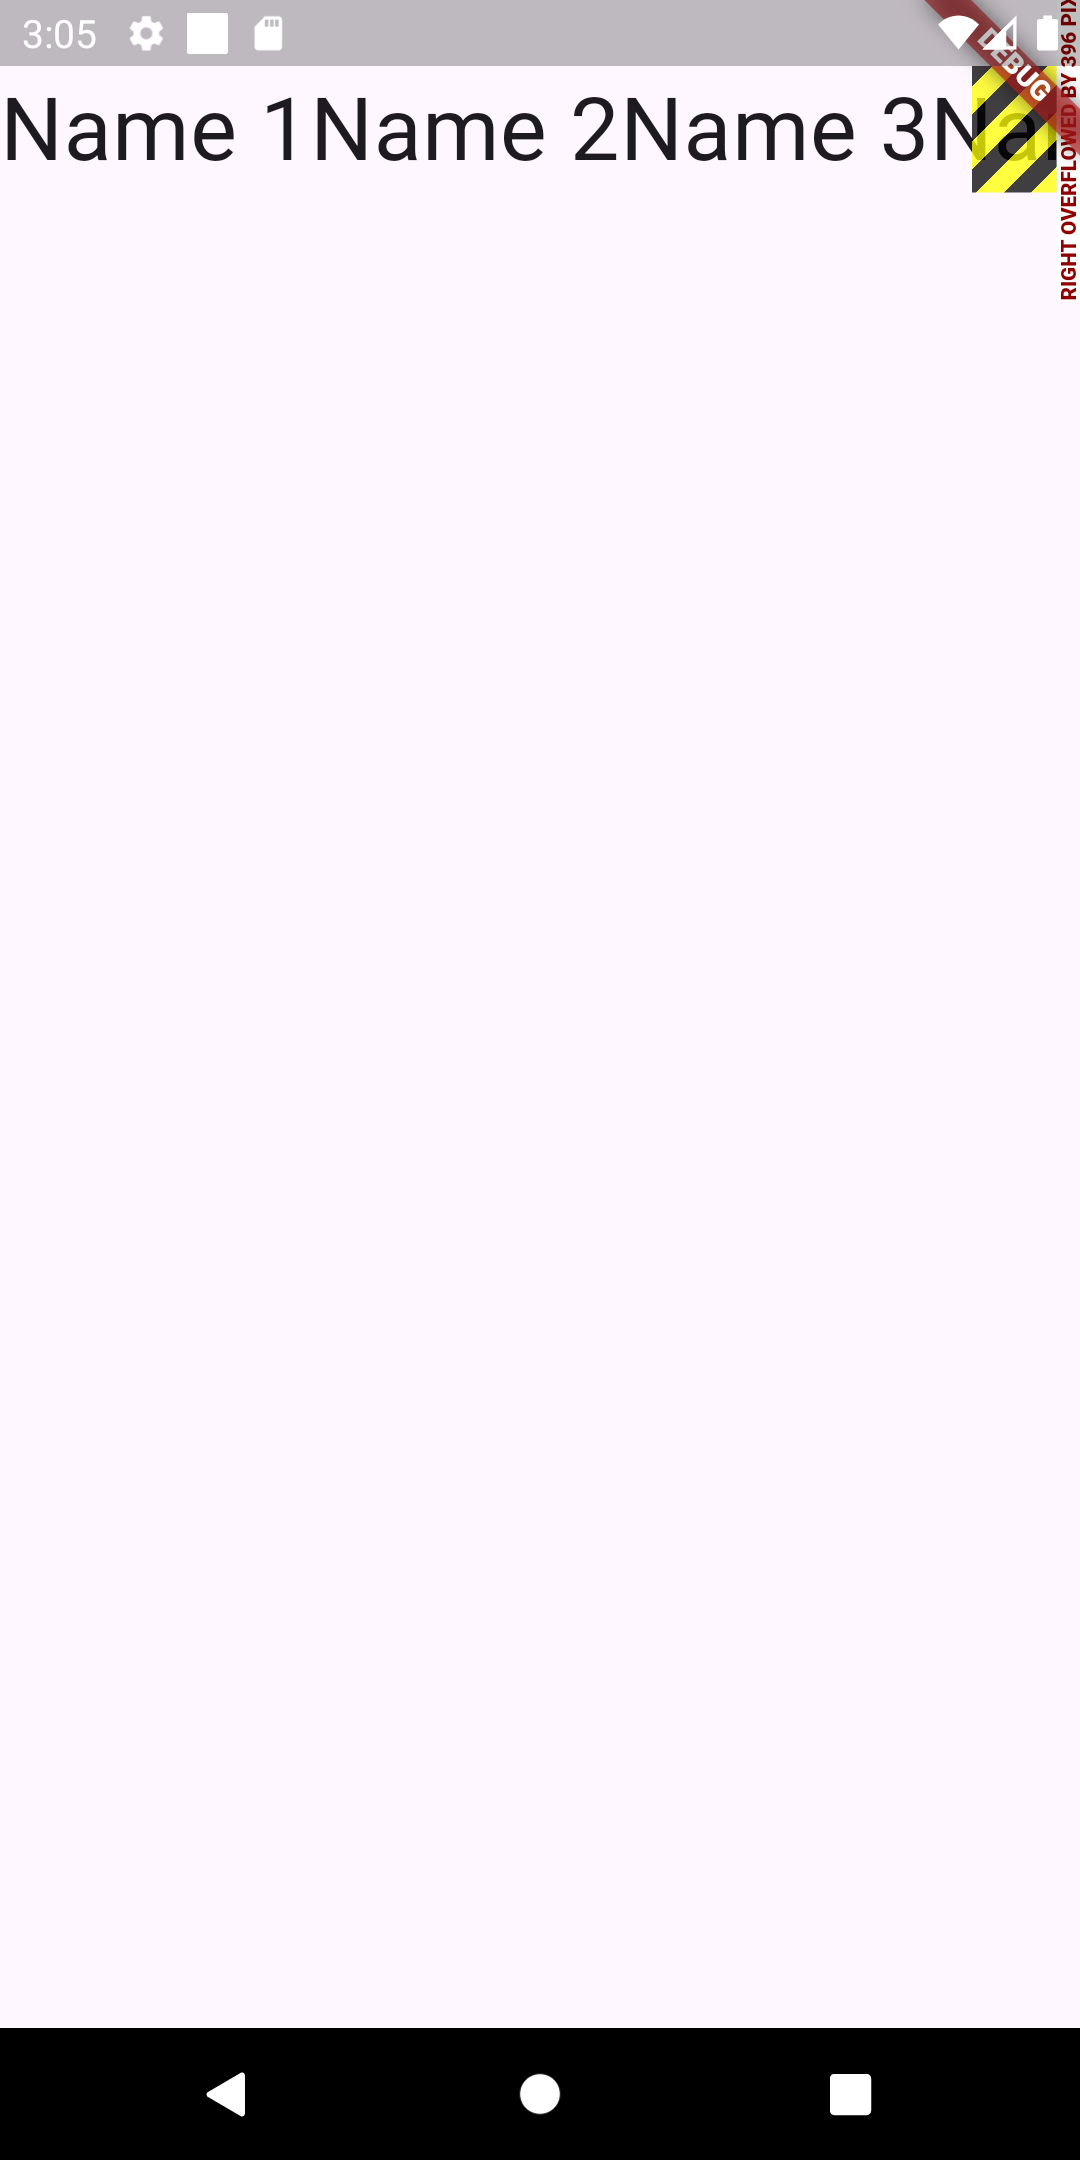 3:05
DEBUG
Name 1Name 2Name 3Na
RIGHT OVERFLOWED BY 396 PIX